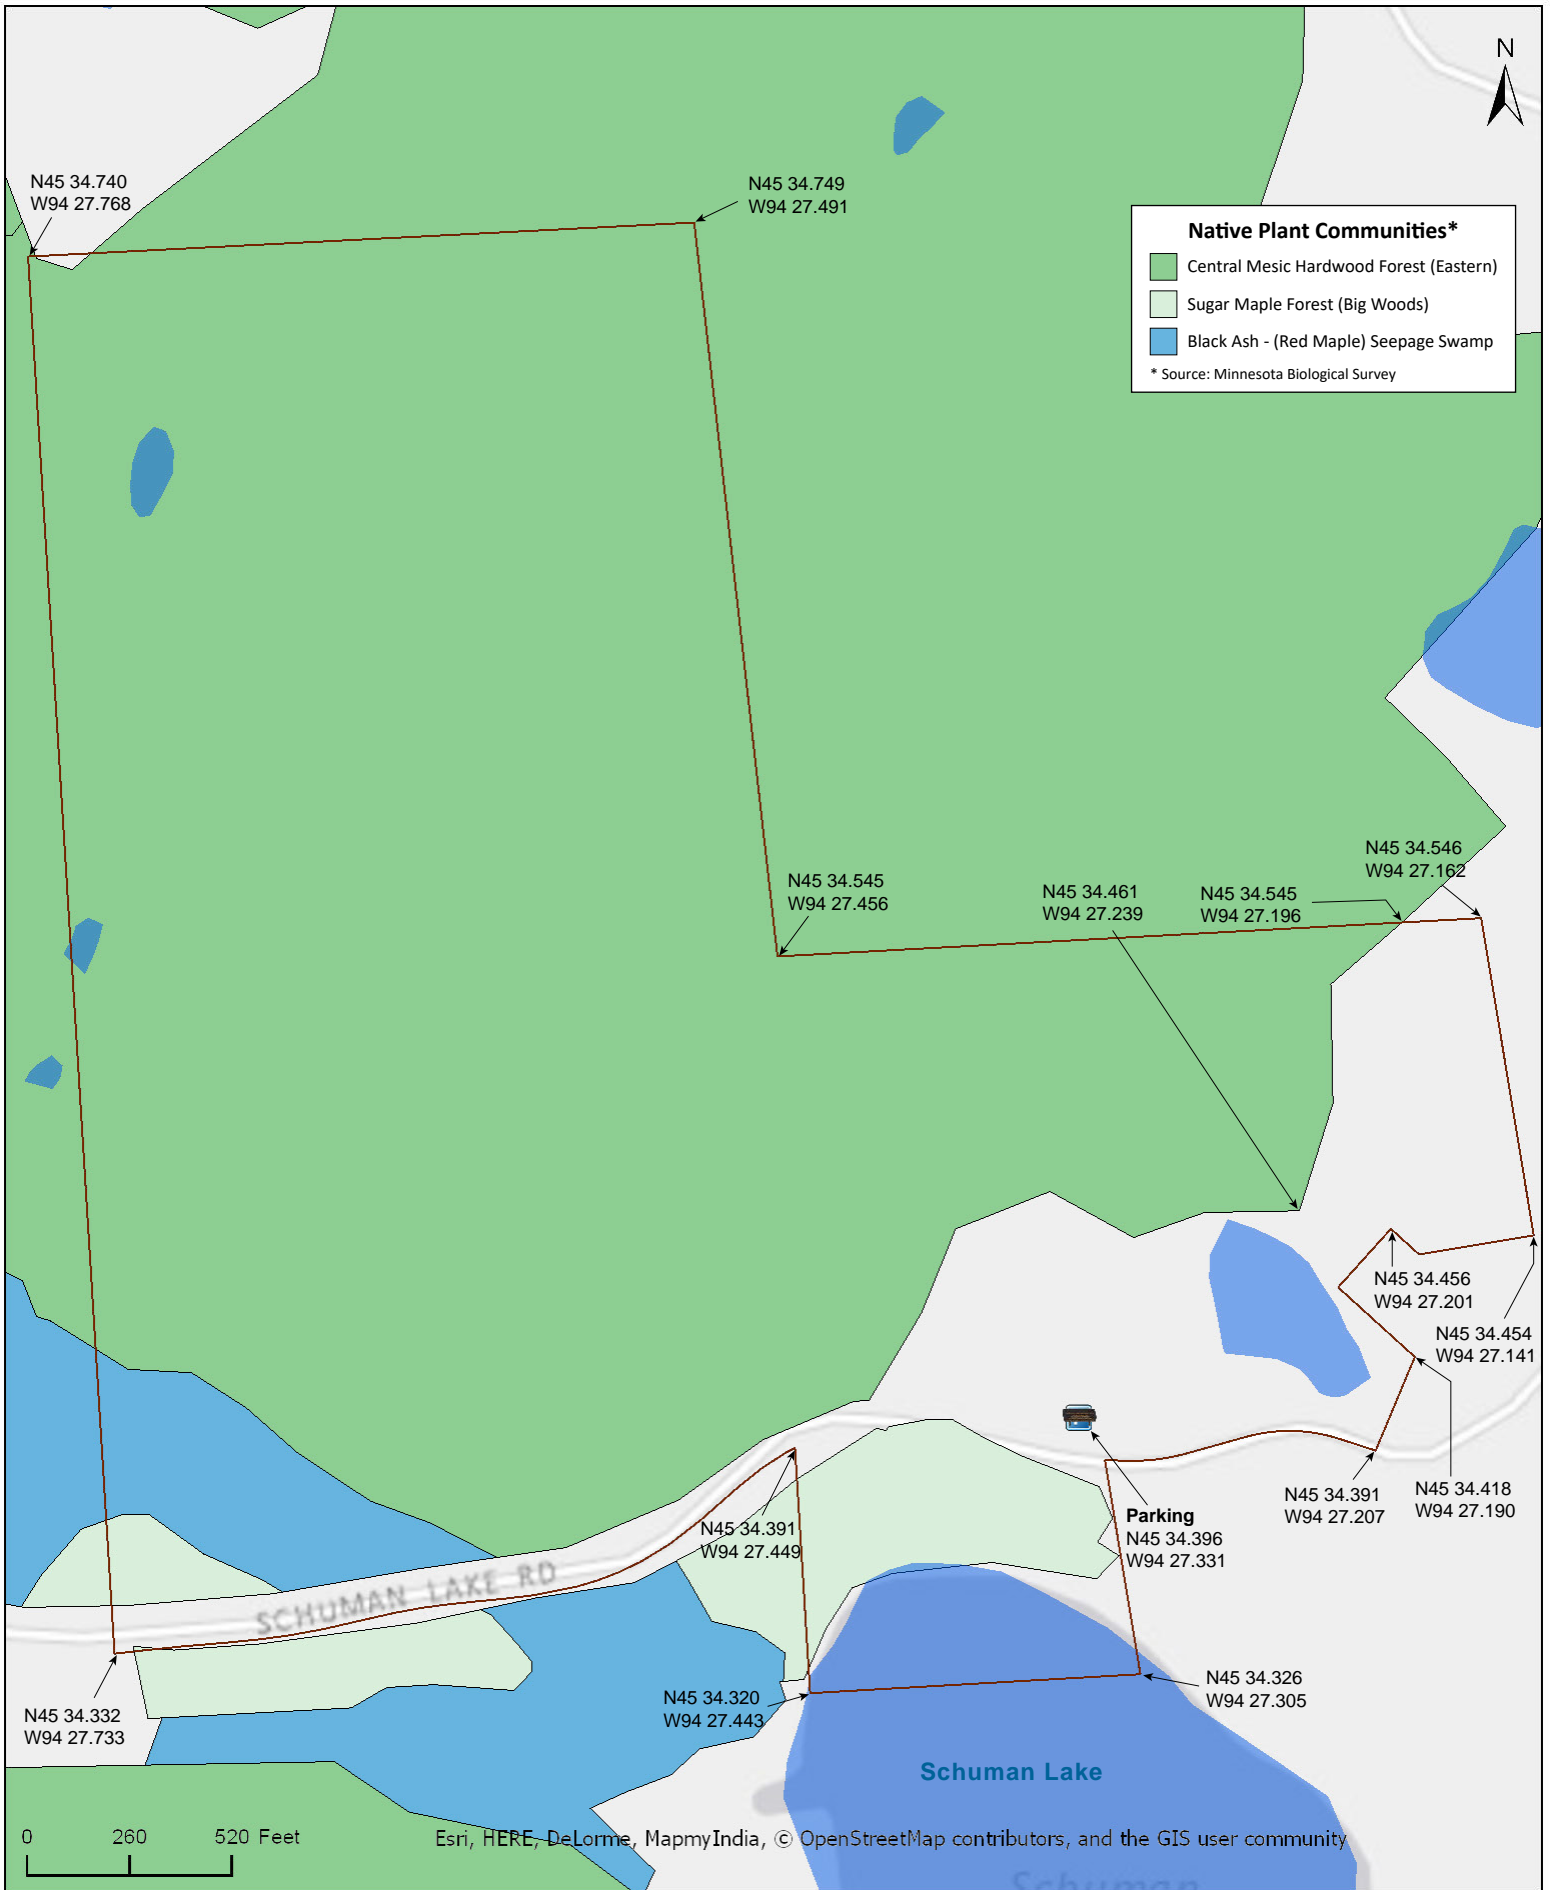 N
N45 34.740
W94 27.768
N45 34.749
W94 27.491
Native Plant Communities*
Central Mesic Hardwood Forest (Eastern)
Sugar Maple Forest (Big Woods)
Black Ash - (Red Maple) Seepage Swamp
* Source: Minnesota Biological Survey
N45 34.546
W94 27.162
N45 34.545
W94 27.456
N45 34.461
W94 27.239
N45 34.545
W94 27.196
N45 34.456
W94 27.201
N45 34.454
W94 27.141
N45 34.391
W94 27.207
N45 34.418
W94 27.190
Parking
N45 34.396
W94 27.331
N45 34.391
W94 27.449
SCHUMAN LAKE RD
N45 34.332
W94 27.733
N45 34.320
W94 27.443
N45 34.326
W94 27.305
Schuman Lake
0 260 520 Feet
Esri, HERE, DeLorme, MapmyIndia, © OpenStreetMap contributors, and the GIS user community
Schuman